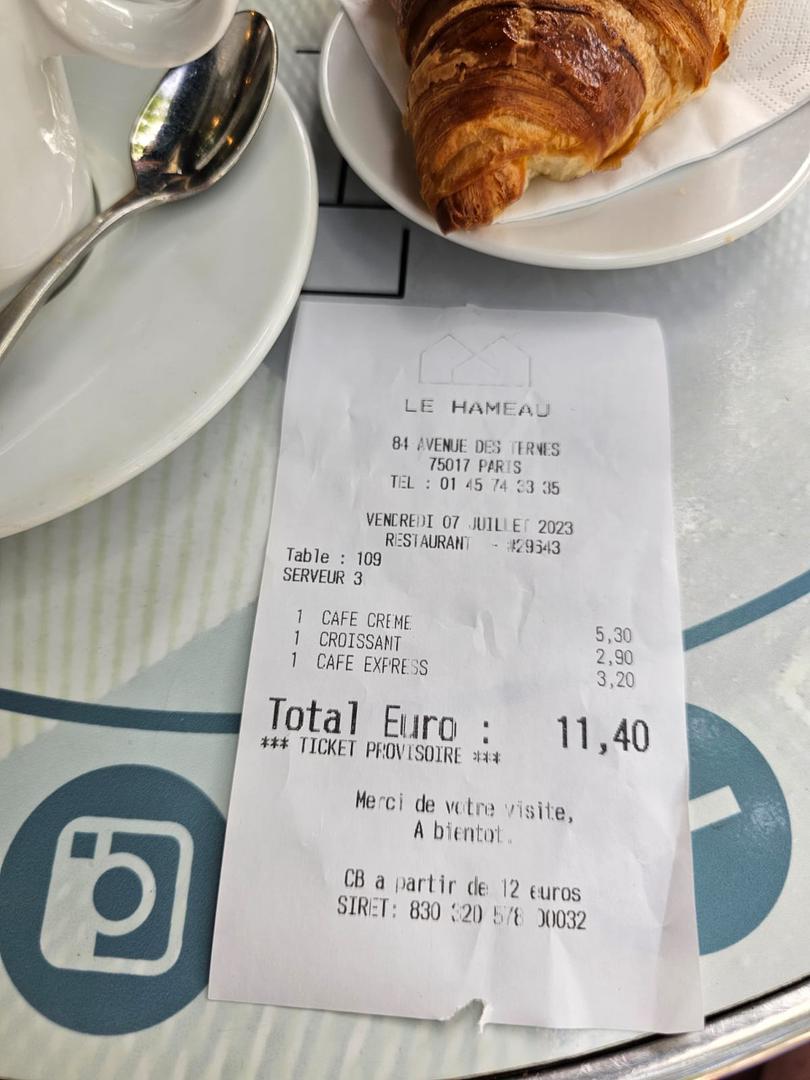 LE HAMEAU
84 AVENUE DES TERNES
75017 PARIS
TEL : 01 45 74 33 35
VENDREDI 07 JUILLET 2023
RESTAURANT - #29643
Table : 109
SERVEUR 3
1 CAFE CREME 5,30
1 CROISSANT 2,90
1 CAFE EXPRESS 3,20
Total Euro : 11,40
*** TICKET PROVISOIRE ***
Merci de votre visite,
A bientot.
CB a partir de 12 euros
SIRET: 830 320 578 00032